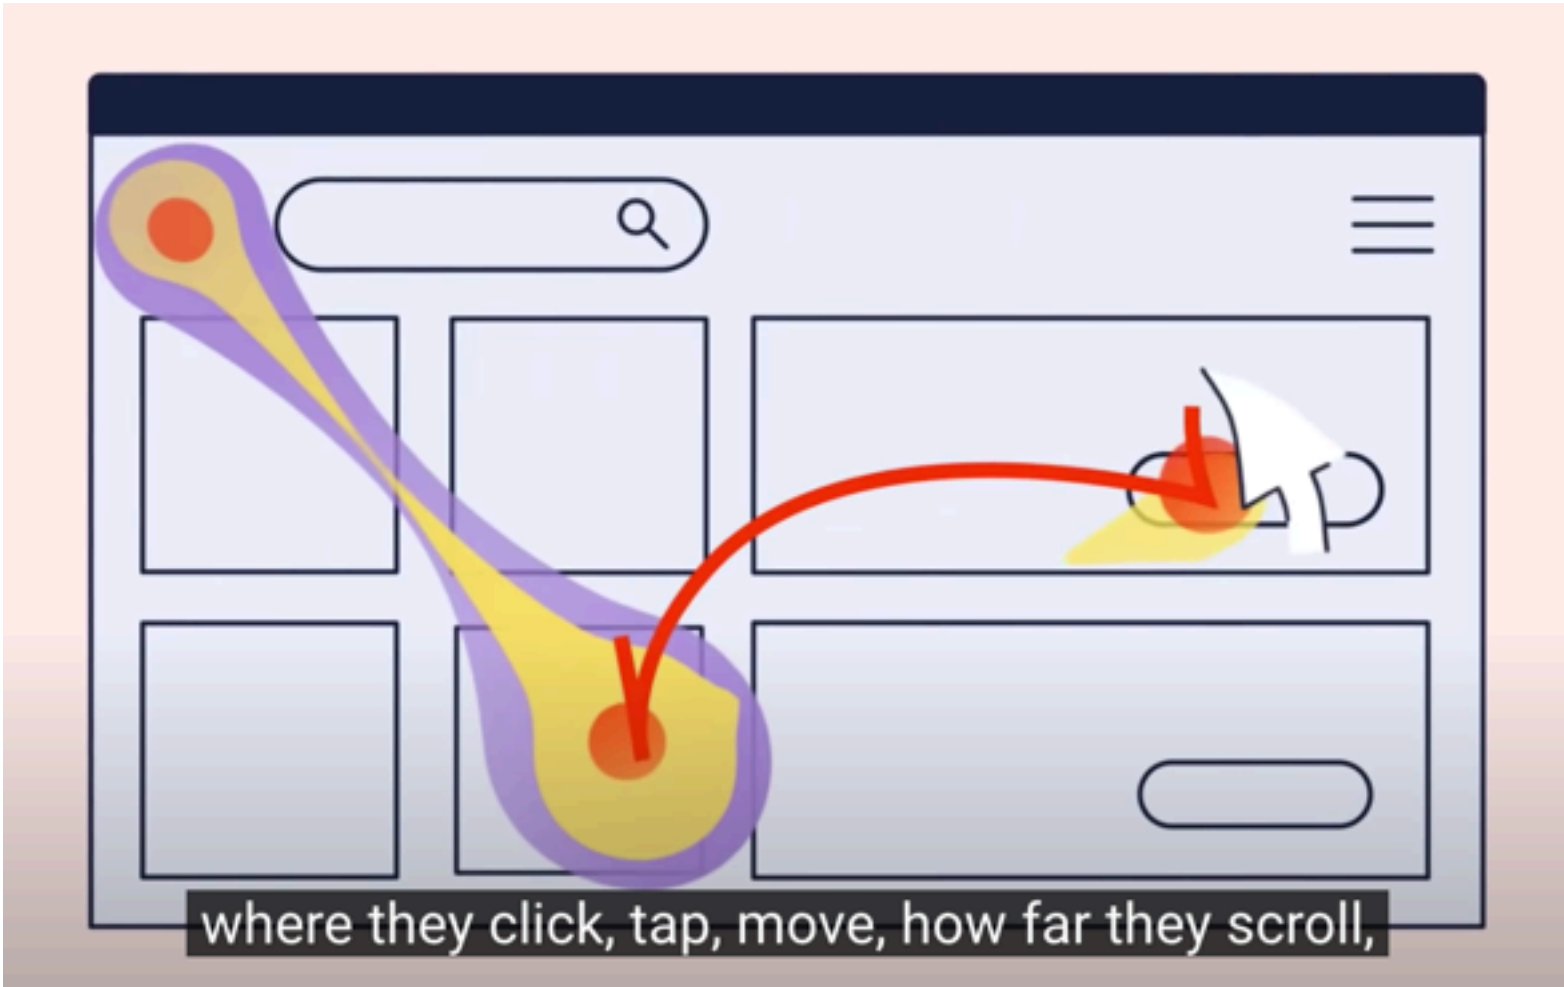 where they click, tap, move, how far they scroll,